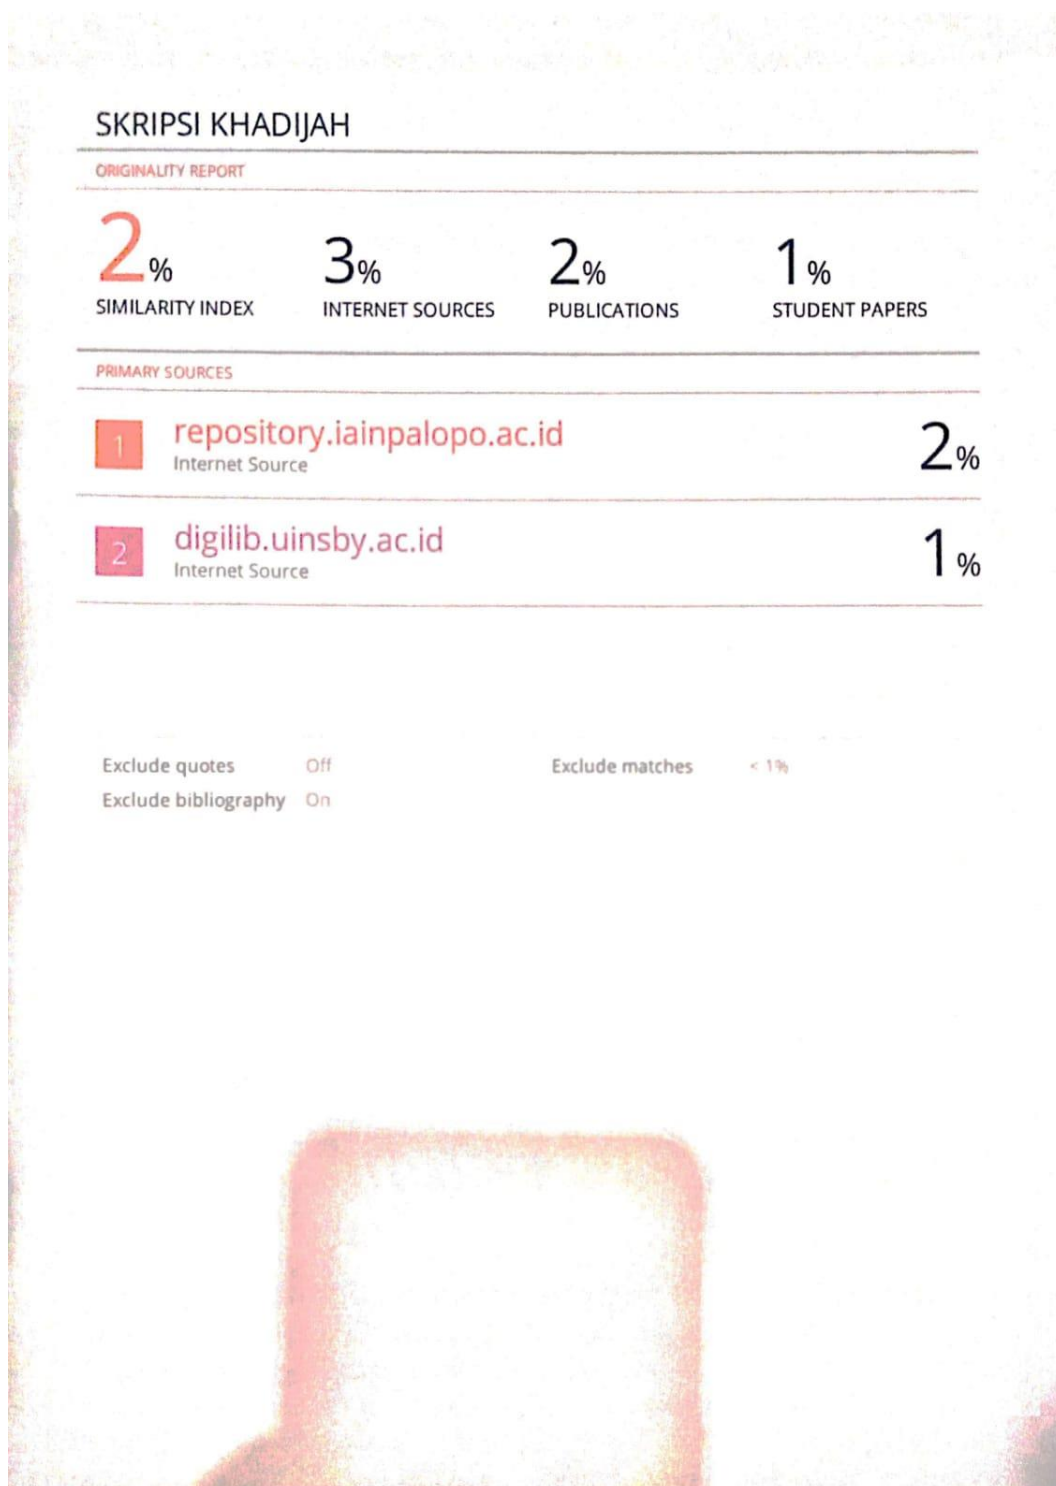 SKRIPSI KHADIJAH
ORIGINALITY REPORT
2% 3% 2% 1%
SIMILARITY INDEX INTERNET SOURCES PUBLICATIONS STUDENT PAPERS
PRIMARY SOURCES
1 repository.iainpalopo.ac.id 2%
Internet Source
2 digilib.uinsby.ac.id 1%
Internet Source
Exclude quotes Off Exclude matches < 1%
Exclude bibliography On